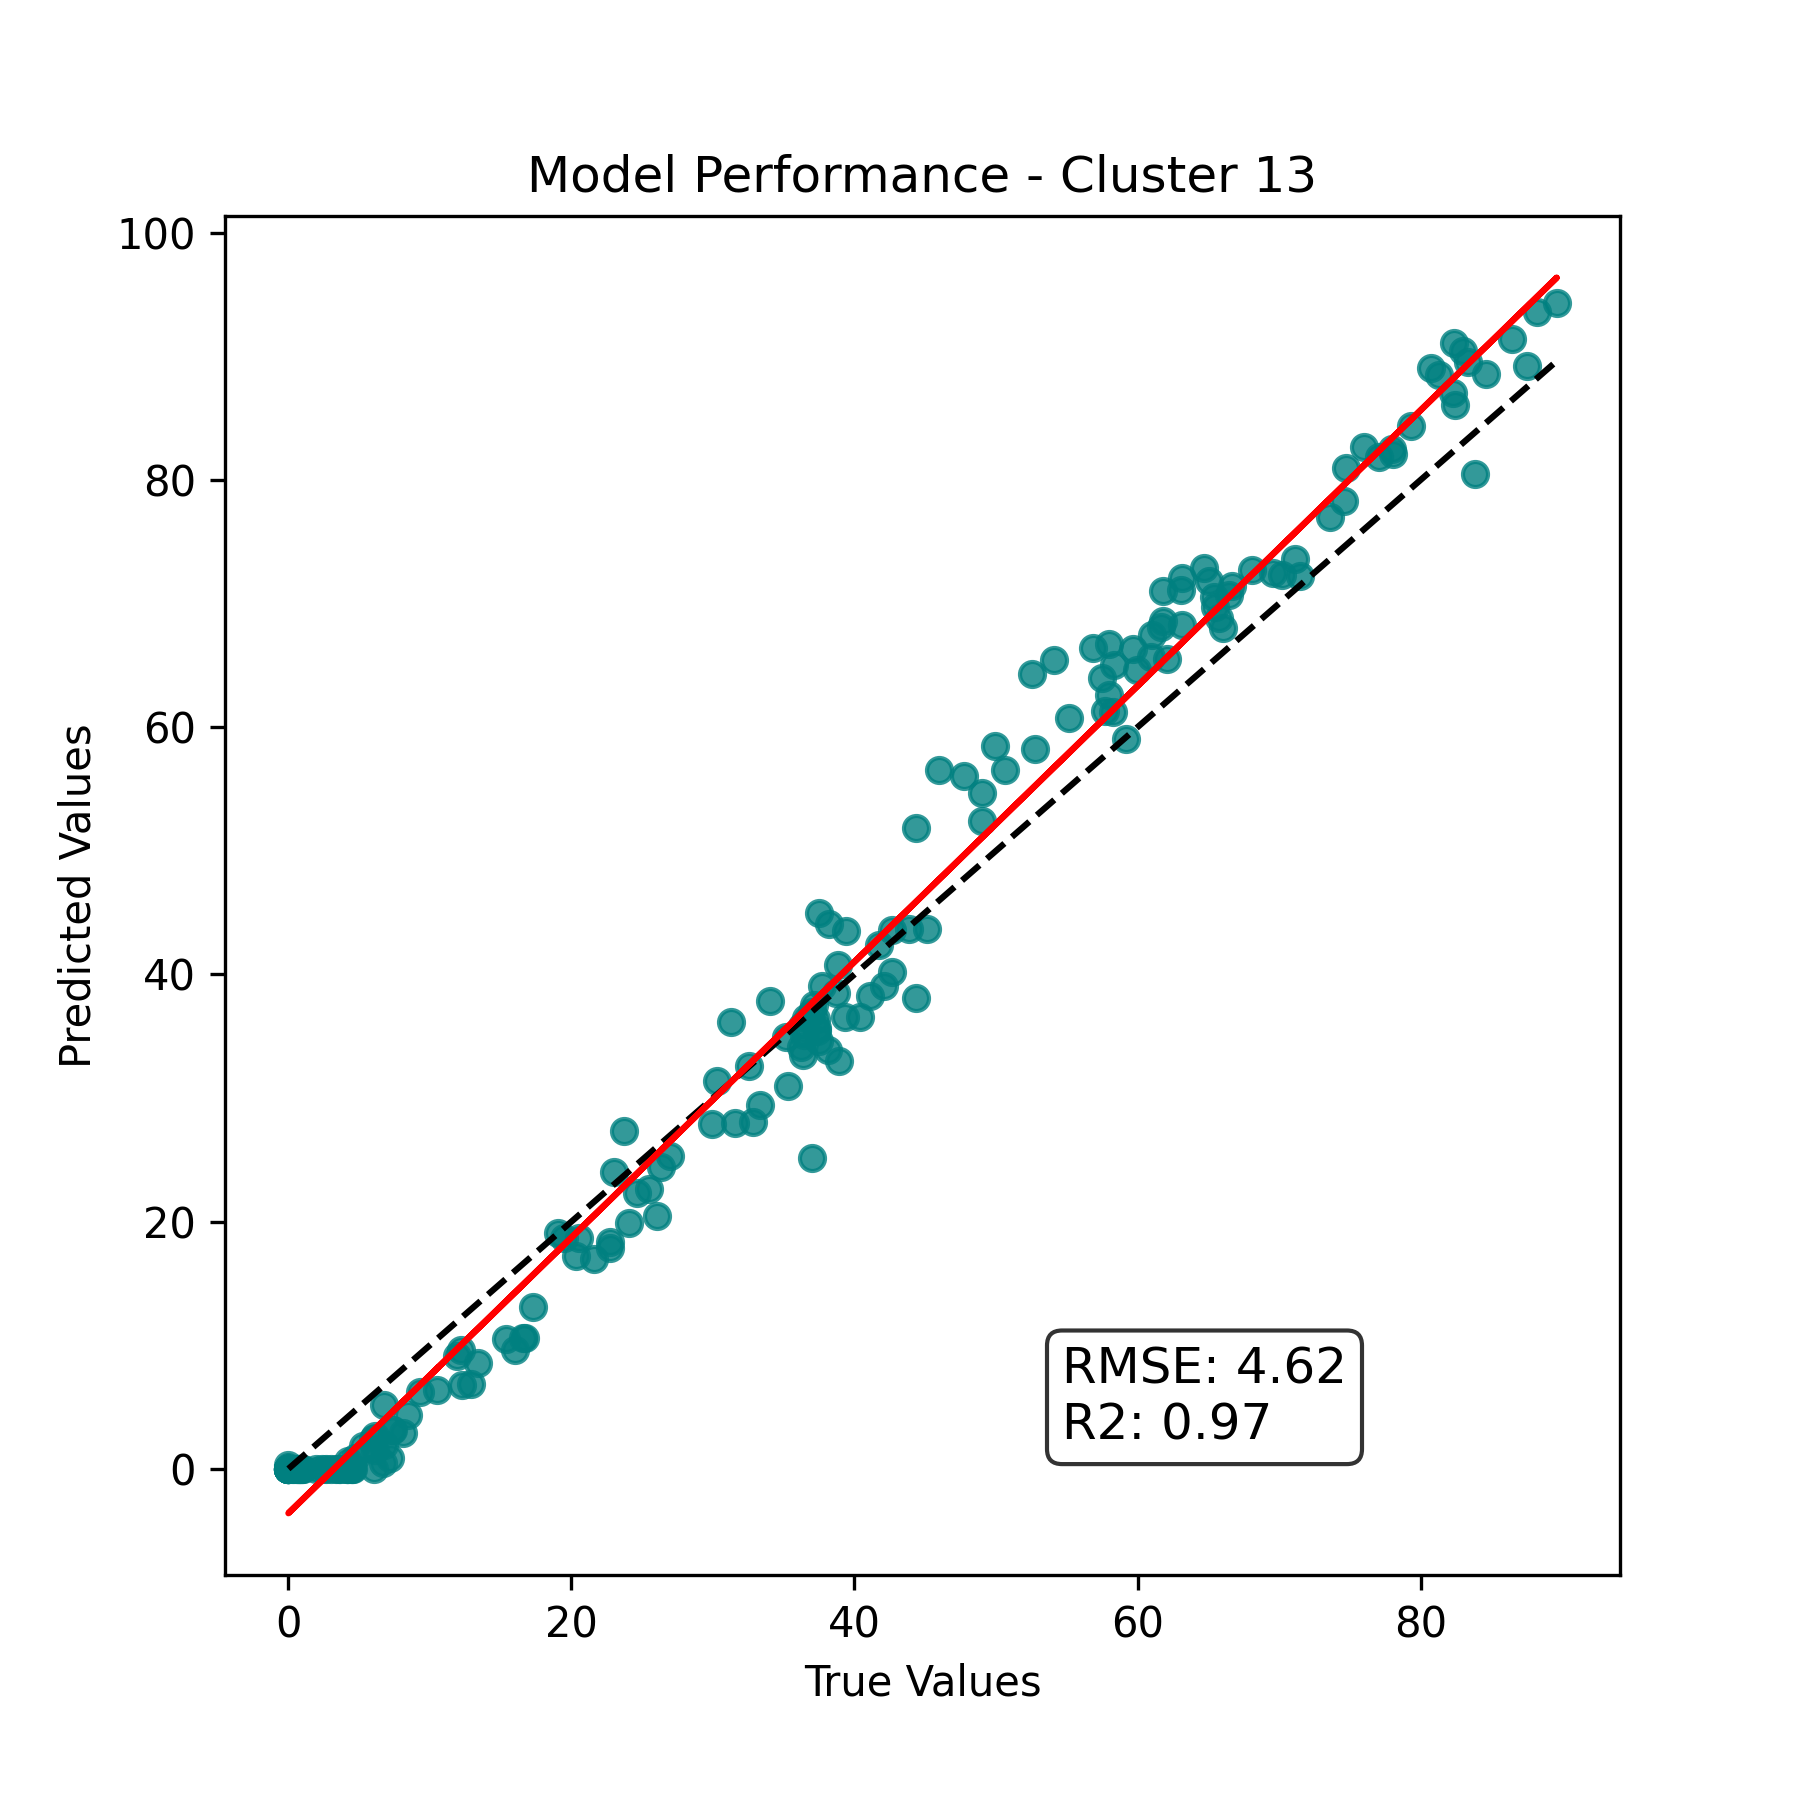 Model Performance - Cluster 13
100
80
60
40
20
0
Predicted Values
RMSE: 4.62
R2: 0.97
0 20 40 60 80
True Values